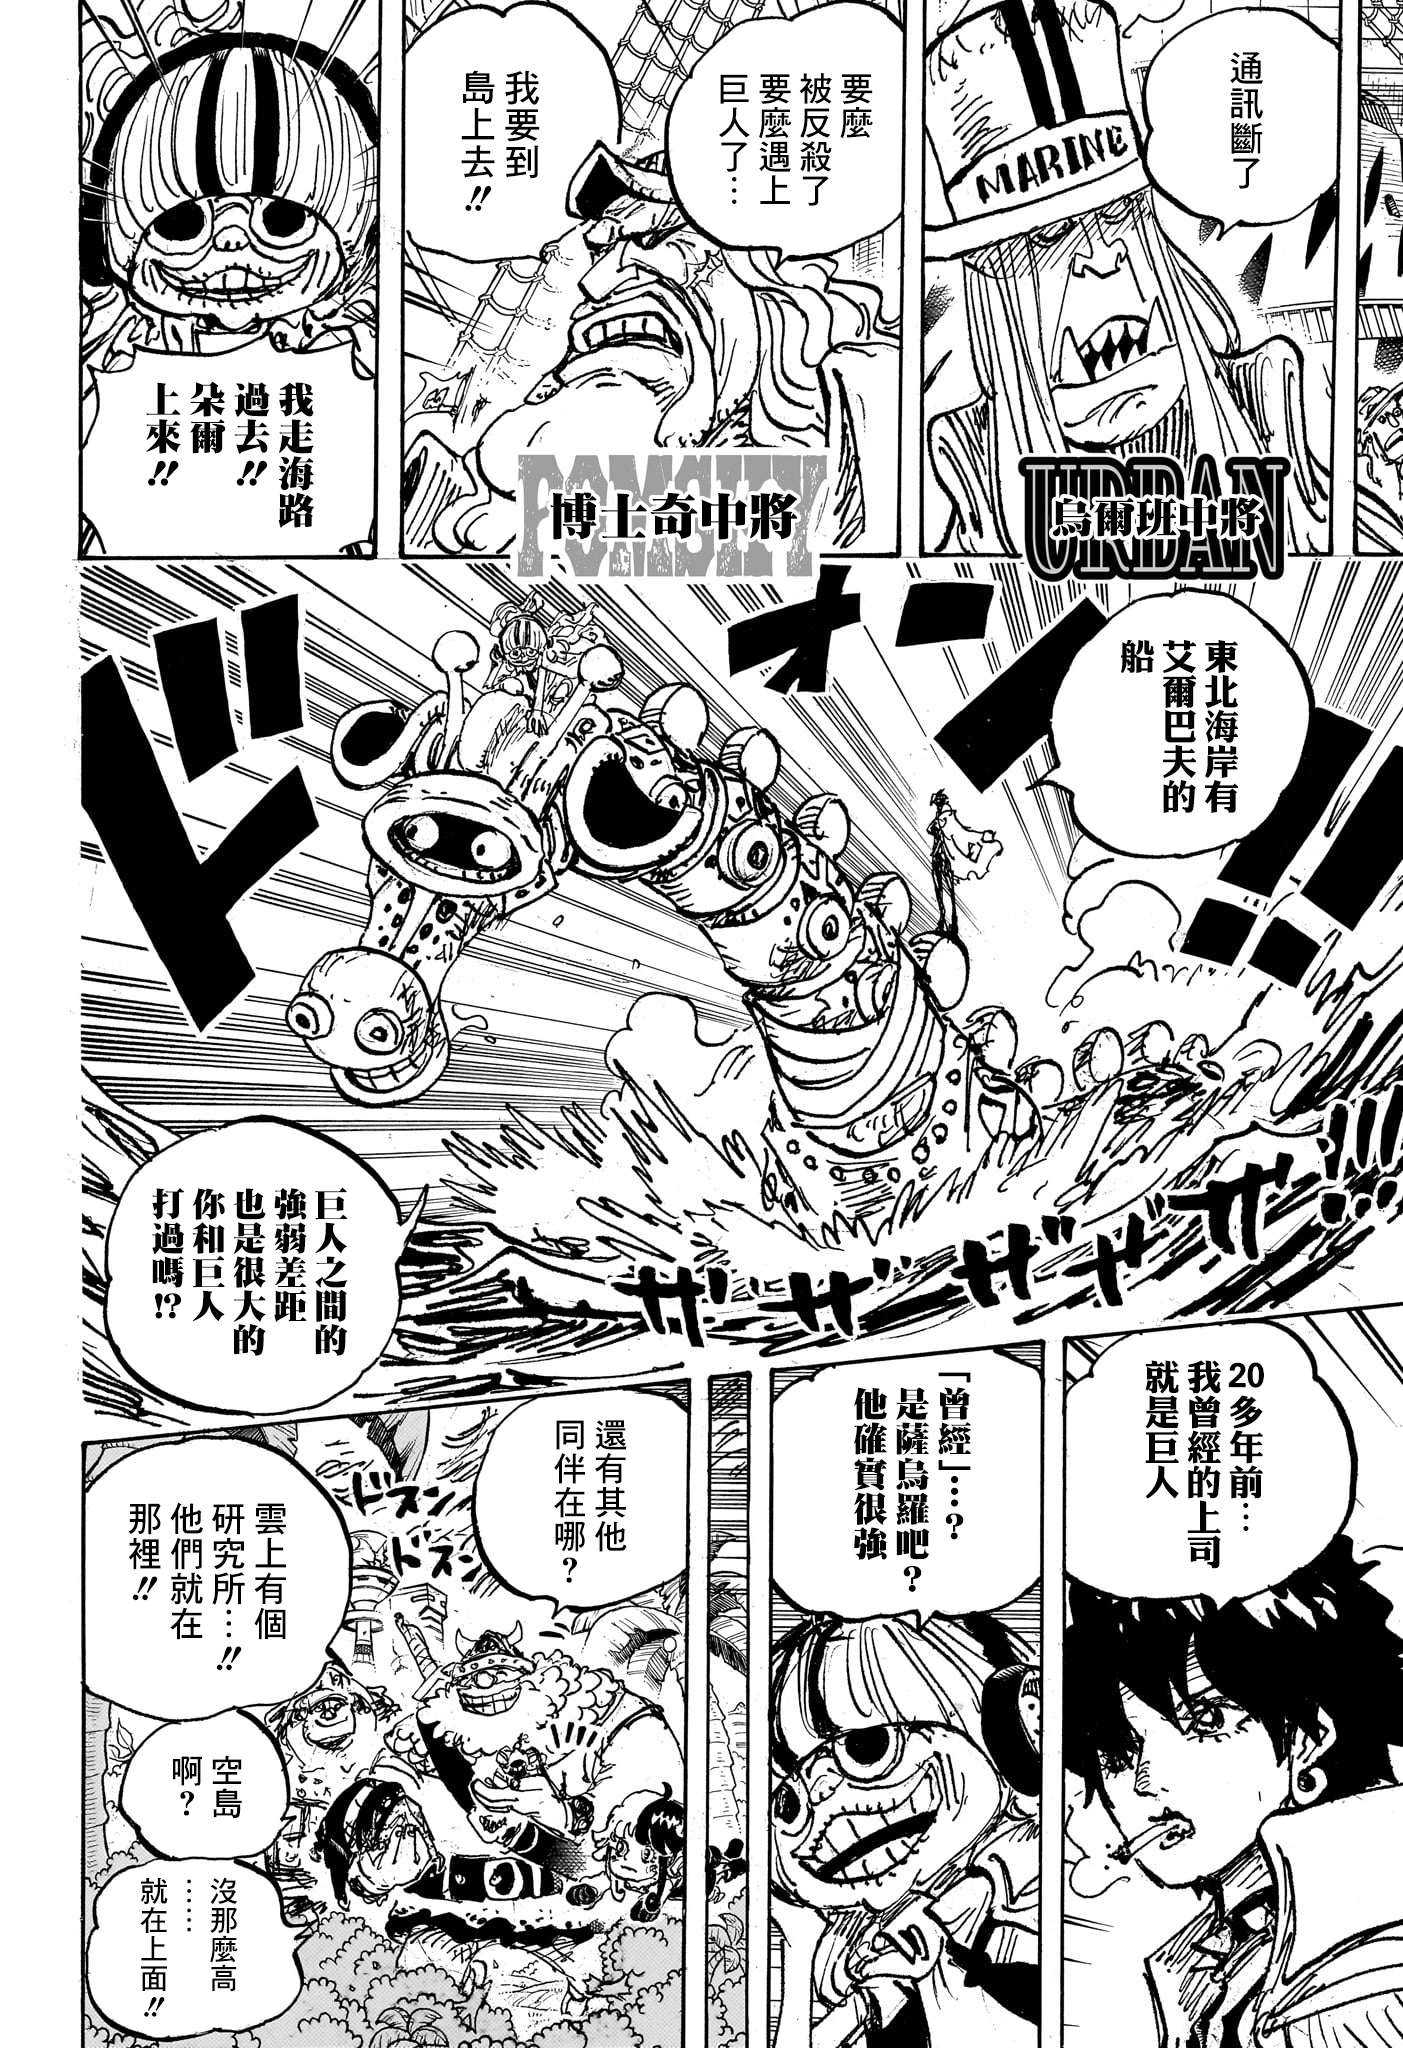 通訊斷了
MARINE
URBAN
烏爾班中將
要麼
被反殺了
要麼遇上
巨人了…
我要到
島上去!!
POMSKEY
博士奇中將
我走海路
過去!!
朵爾
上來!!
東北海岸有
艾爾巴夫的
船
ドォン!!
ザザザザザ!!!
巨人之間的
強弱差距
也是很大的
你和巨人
打過嗎!?
20多年前…
我曾經的上司
就是巨人
「曾經」…?
是薩烏羅吧?
他確實很強
還有其他
同伴在哪?
ドスン
ドスン
雲上有個
研究所…!!
他們就在
那裡!!
空島
啊?
沒那麼高
……
就在上面!!